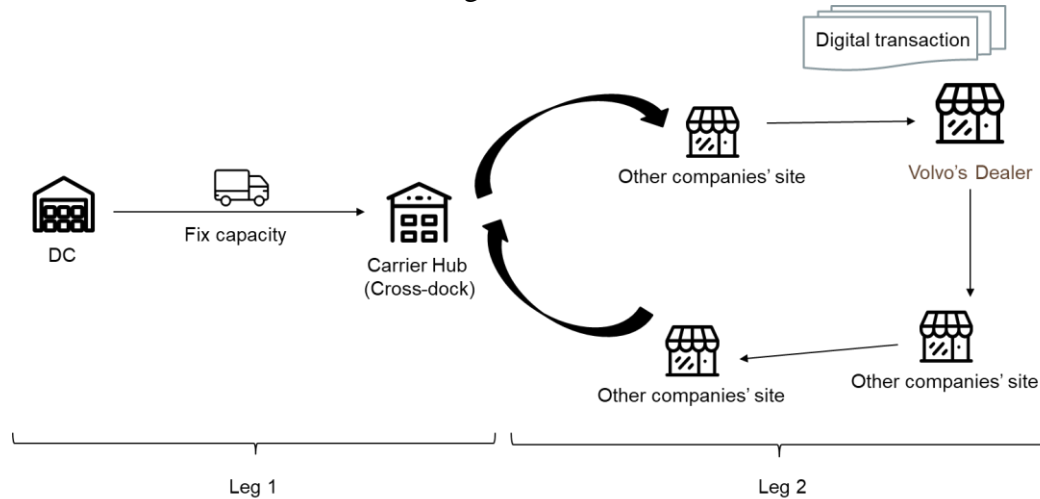 Digital transaction
Other companies' site
Volvo's Dealer
Fix capacity
DC
Carrier Hub
(Cross-dock)
Other companies' site
Other companies' site
Leg 1
Leg 2